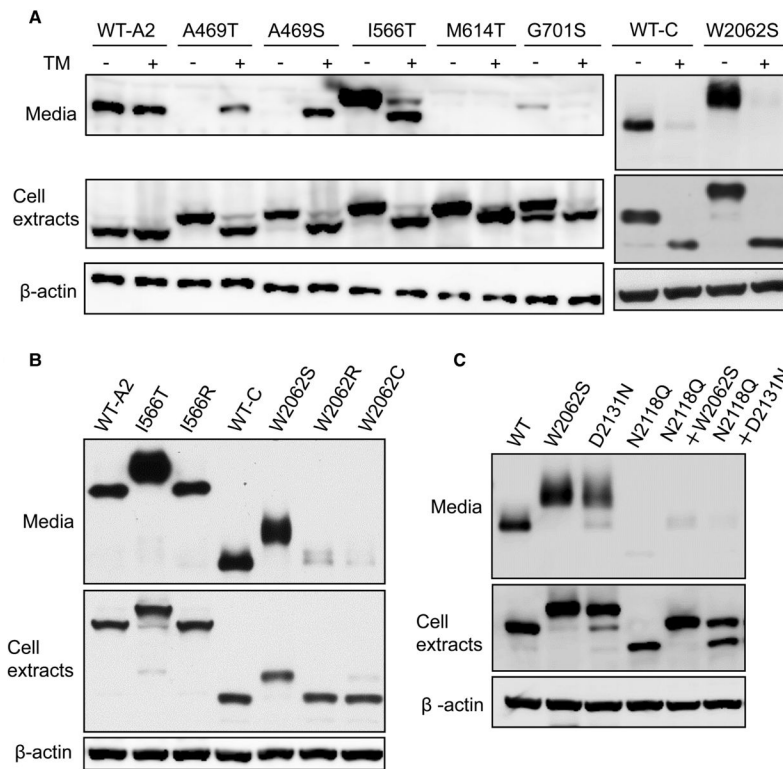 A
WT-A2 A469T A469S I566T M614T G701S WT-C W2062S
TM - + - + - + - + - + - + - + - +
Media
Cell
extracts
β-actin
B
WT-A2 I566T I566R WT-C W2062S W2062R W2062C
Media
Cell
extracts
β-actin
C
WT W2062S D2131N N2118Q N2118Q N2118Q
+W2062S +D2131N
Media
Cell
extracts
β -actin